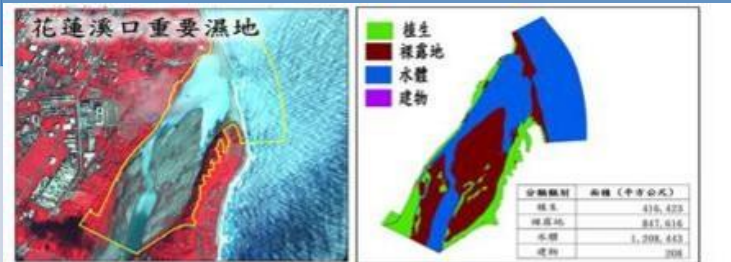 花蓮溪口重要濕地
植生
裸露地
水體
建物
分類類別 面積（平方公尺）
植生 416,423
裸露地 847,616
水體 1,208,443
建物 208